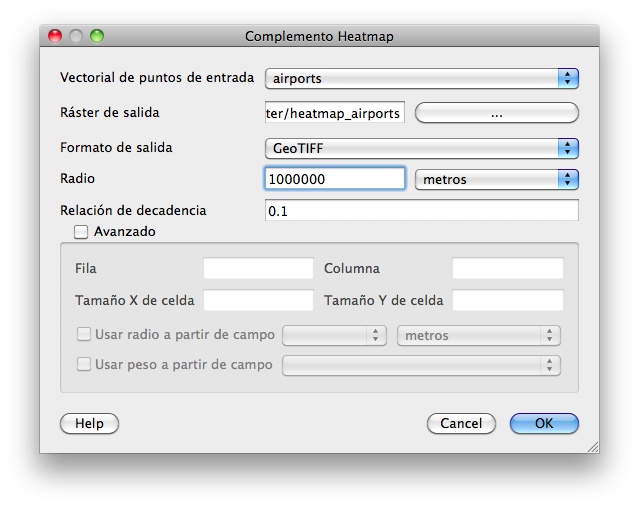 Complemento Heatmap
Vectorial de puntos de entrada airports
Ráster de salida ter/heatmap_airports ...
Formato de salida GeoTIFF
Radio 1000000 metros
Relación de decadencia 0.1
Avanzado
Fila Columna
Tamaño X de celda Tamaño Y de celda
Usar radio a partir de campo metros
Usar peso a partir de campo
Help Cancel OK